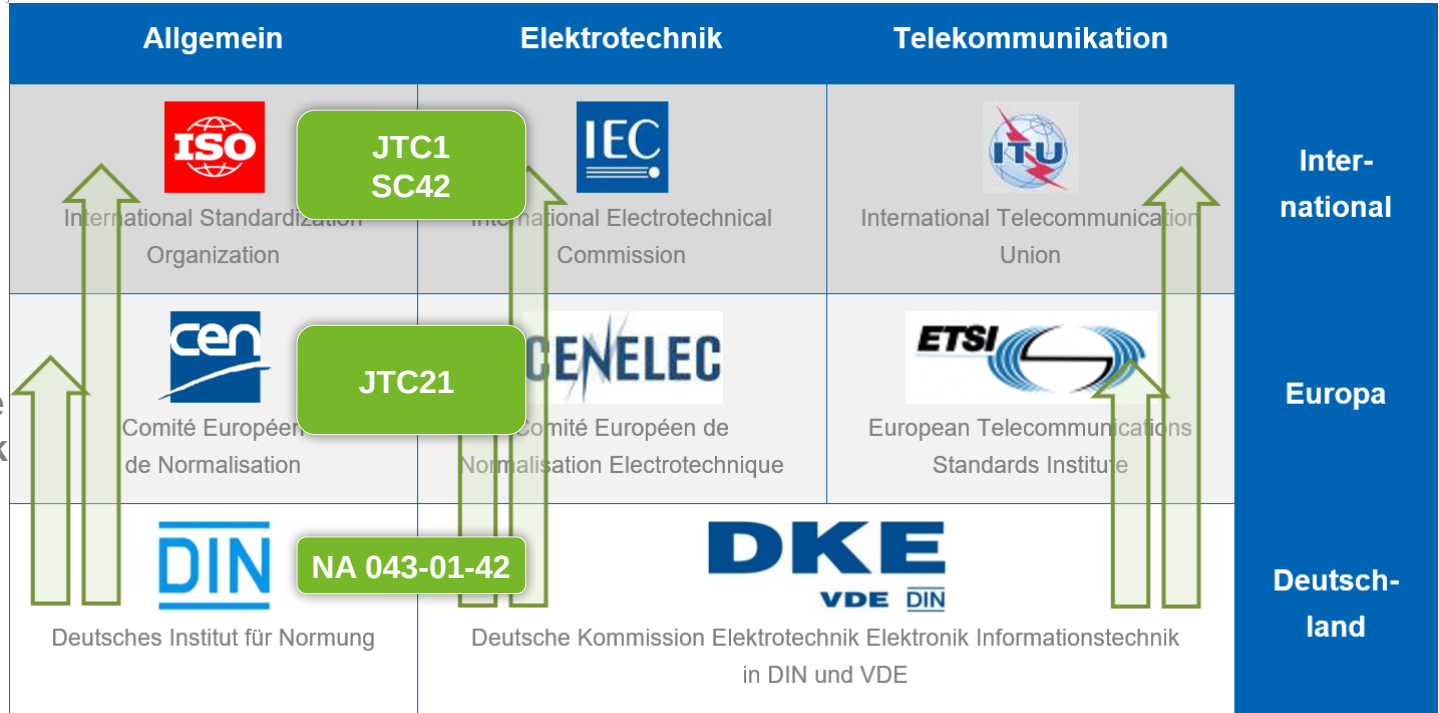 Allgemein
Elektrotechnik
Telekommunikation
ISO
JTC1
SC42
IEC
ITU
Inter-
national
International Standardization
Organization
International Electrotechnical
Commission
International Telecommunication
Union
cen
JTC21
CENELEC
ETSI
Europa
e
k
Comité Européen
de Normalisation
Comité Européen de
Normalisation Electrotechnique
European Telecommunications
Standards Institute
DIN
NA 043-01-42
DKE
VDE DIN
Deutsch-
land
Deutsches Institut für Normung
Deutsche Kommission Elektrotechnik Elektronik Informationstechnik
in DIN und VDE